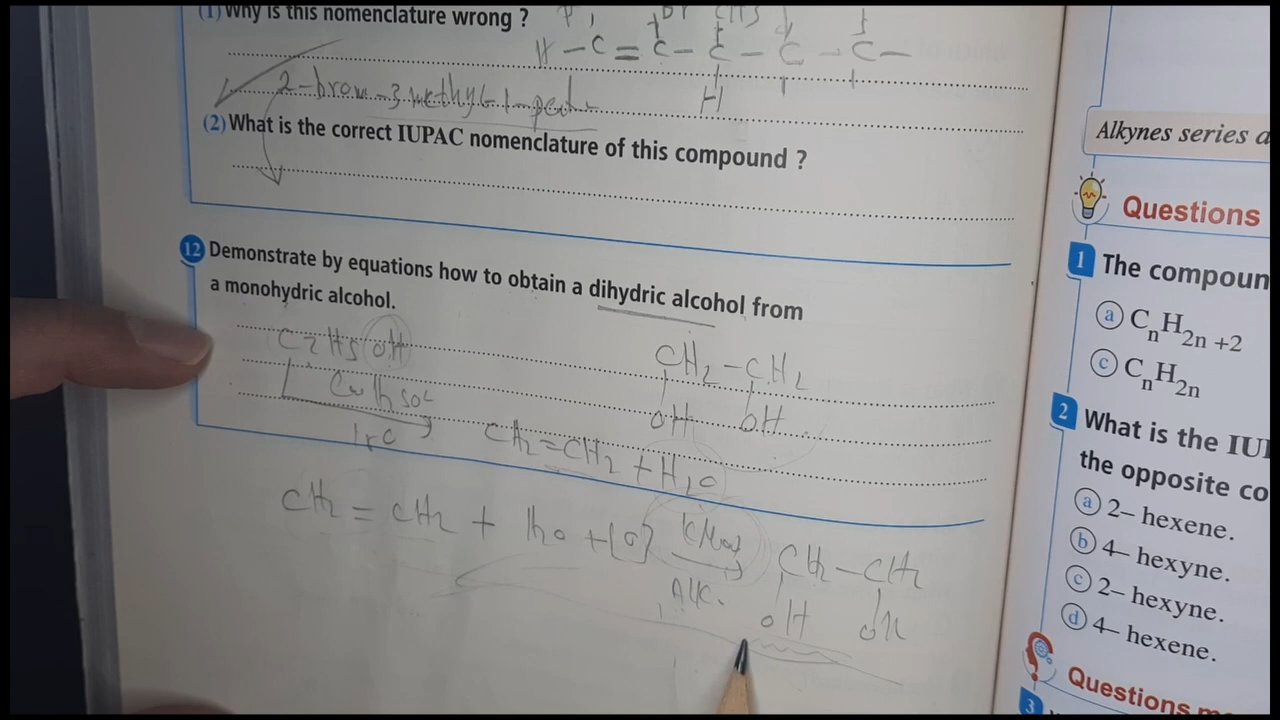 (1) Why is this nomenclature wrong ?
H – C = C – C – C – C –
H
2-brom-3 methyl-1-
(2) What is the correct IUPAC nomenclature of this compound ?
12 Demonstrate by equations how to obtain a dihydric alcohol from
a monohydric alcohol.
C2H5OH
CH2 – CH2
OH OH
CH2 = CH2 + H2O
CH2 = CH2 + H2O + [O]
Alk.
CH2 – CH2
OH OH
Alkynes series a
Questions
1 The compoun
a CnH2n +2
c CnH2n
2 What is the IU
the opposite co
a 2– hexene.
b 4– hexyne.
c 2– hexyne.
d 4– hexene.
Questions m
3